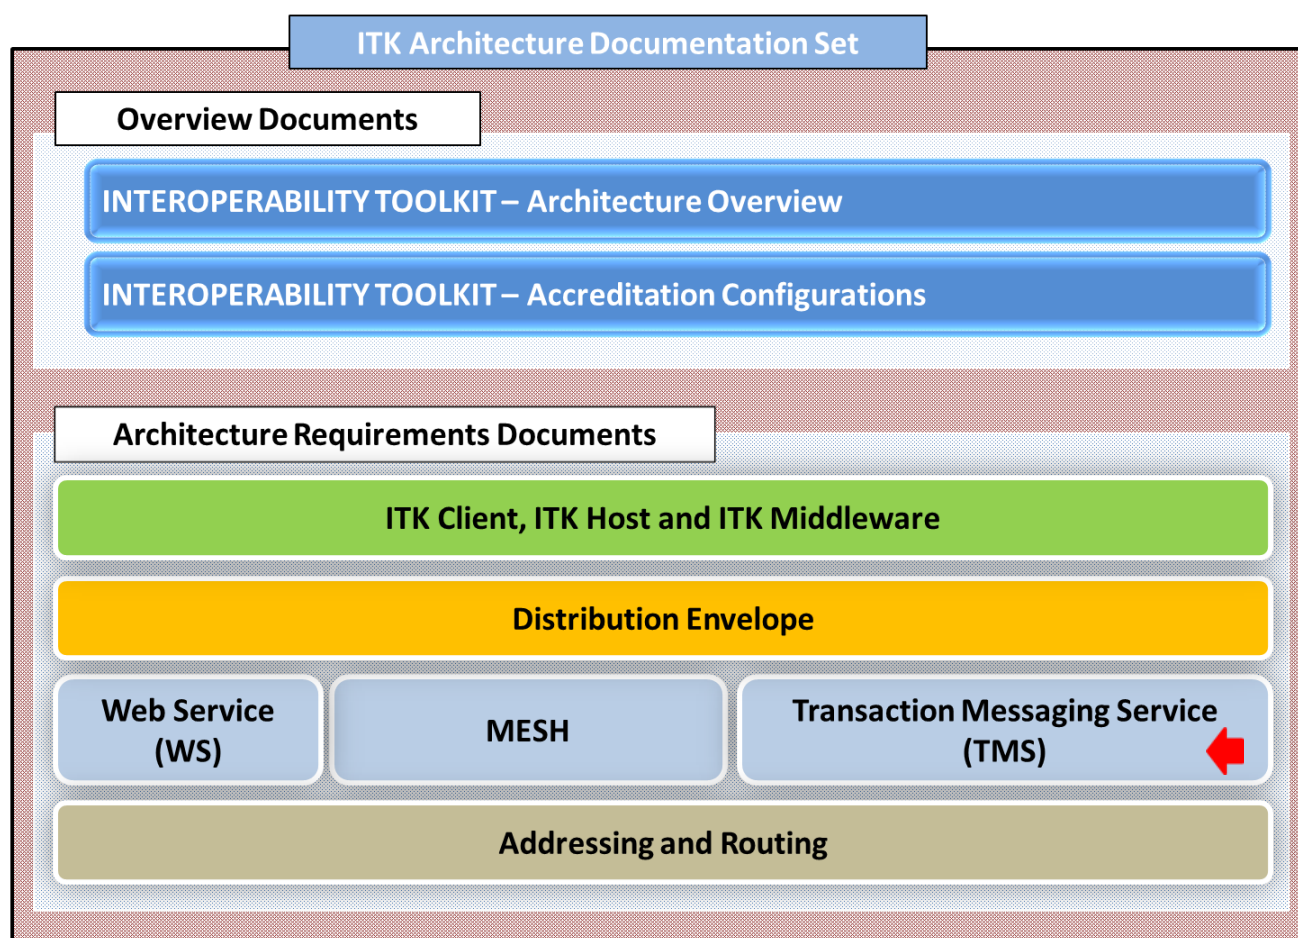 ITK Architecture Documentation Set
Overview Documents
INTEROPERABILITY TOOLKIT – Architecture Overview
INTEROPERABILITY TOOLKIT – Accreditation Configurations
Architecture Requirements Documents
ITK Client, ITK Host and ITK Middleware
Distribution Envelope
Web Service
(WS)
MESH
Transaction Messaging Service
(TMS)
Addressing and Routing